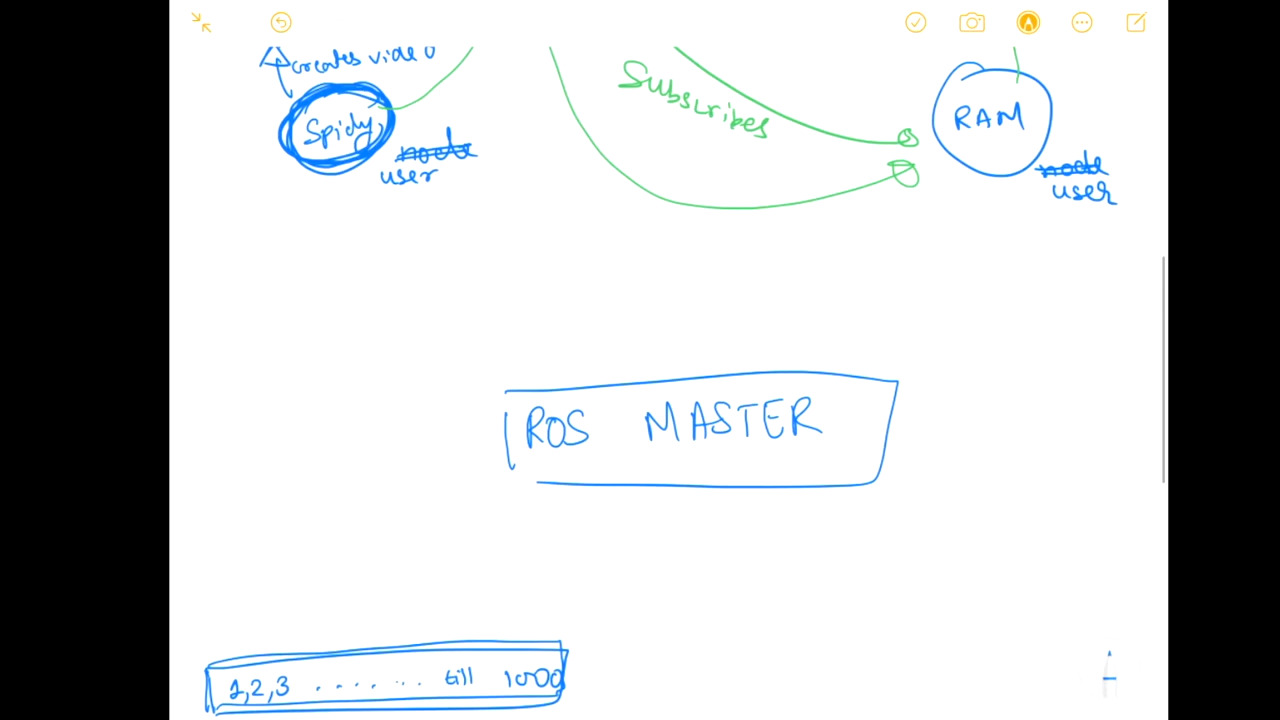 creates video
Subscribes
Spidy
RAM
node
user
node
user
ROS MASTER
1,2,3 ....... till 1000